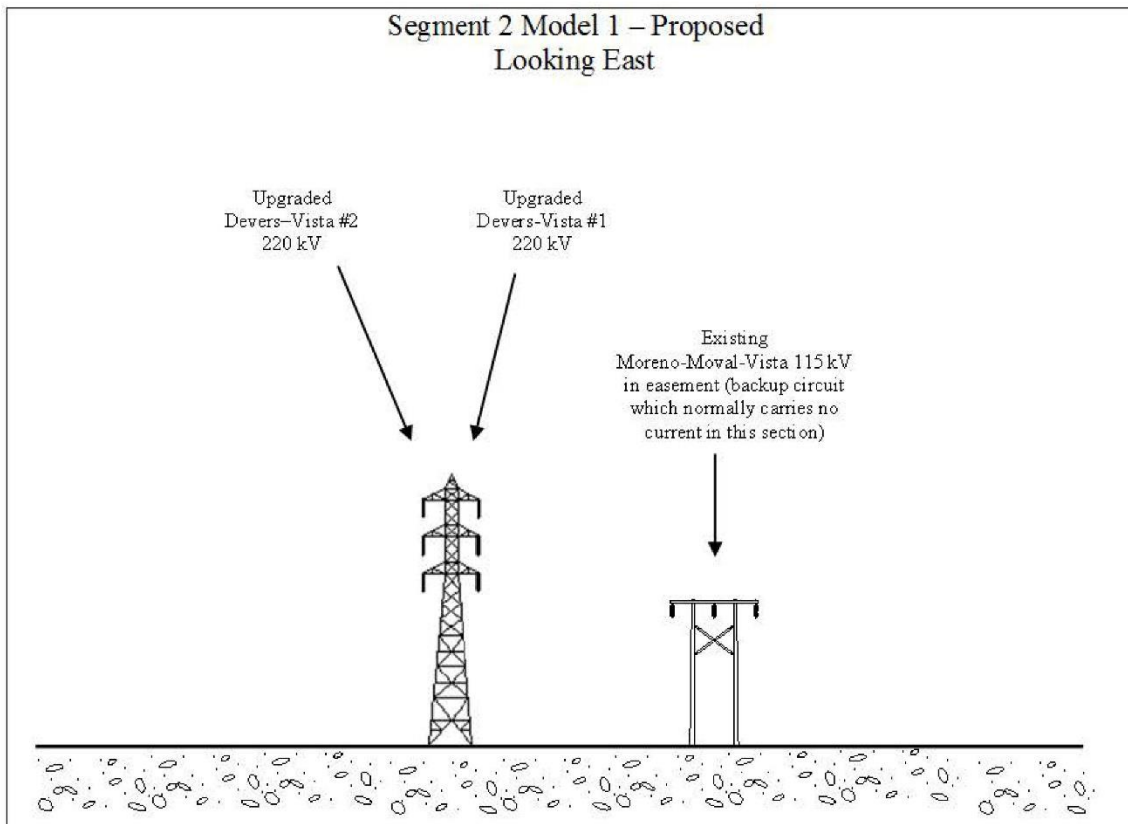 Segment 2 Model 1 – Proposed
Looking East
Upgraded
Devers–Vista #2
220 kV
Upgraded
Devers-Vista #1
220 kV
Existing
Moreno-Moval-Vista 115 kV
in easement (backup circuit
which normally carries no
current in this section)